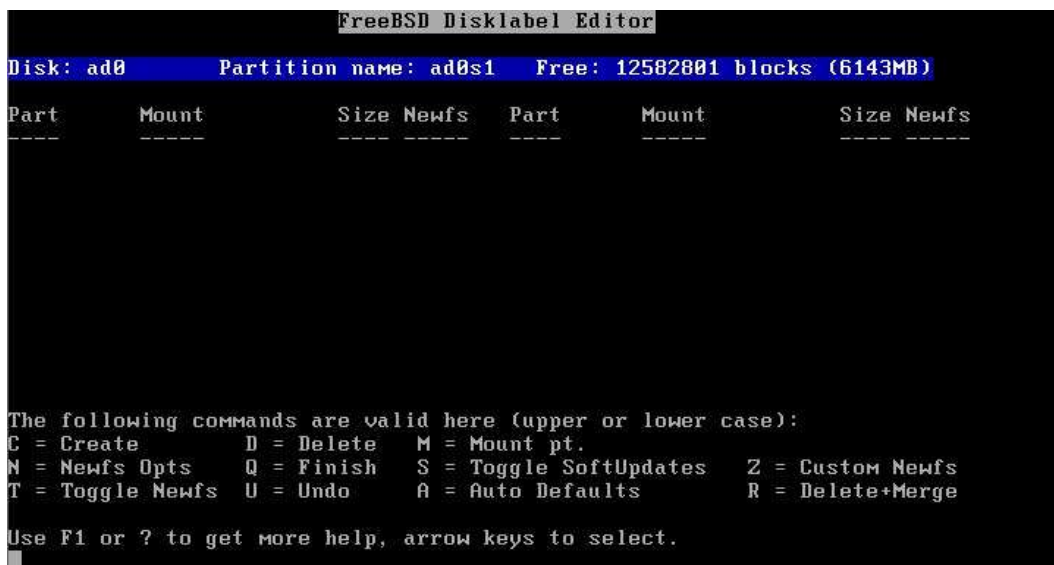 FreeBSD Disklabel Editor
Disk: ad0 Partition name: ad0s1 Free: 12582801 blocks (6143MB)
Part Mount Size Newfs Part Mount Size Newfs
---- ----- ---- ----- ---- ----- ---- -----
The following commands are valid here (upper or lower case):
C = Create D = Delete M = Mount pt.
N = Newfs Opts Q = Finish S = Toggle SoftUpdates Z = Custom Newfs
T = Toggle Newfs U = Undo A = Auto Defaults R = Delete+Merge
Use F1 or ? to get more help, arrow keys to select.